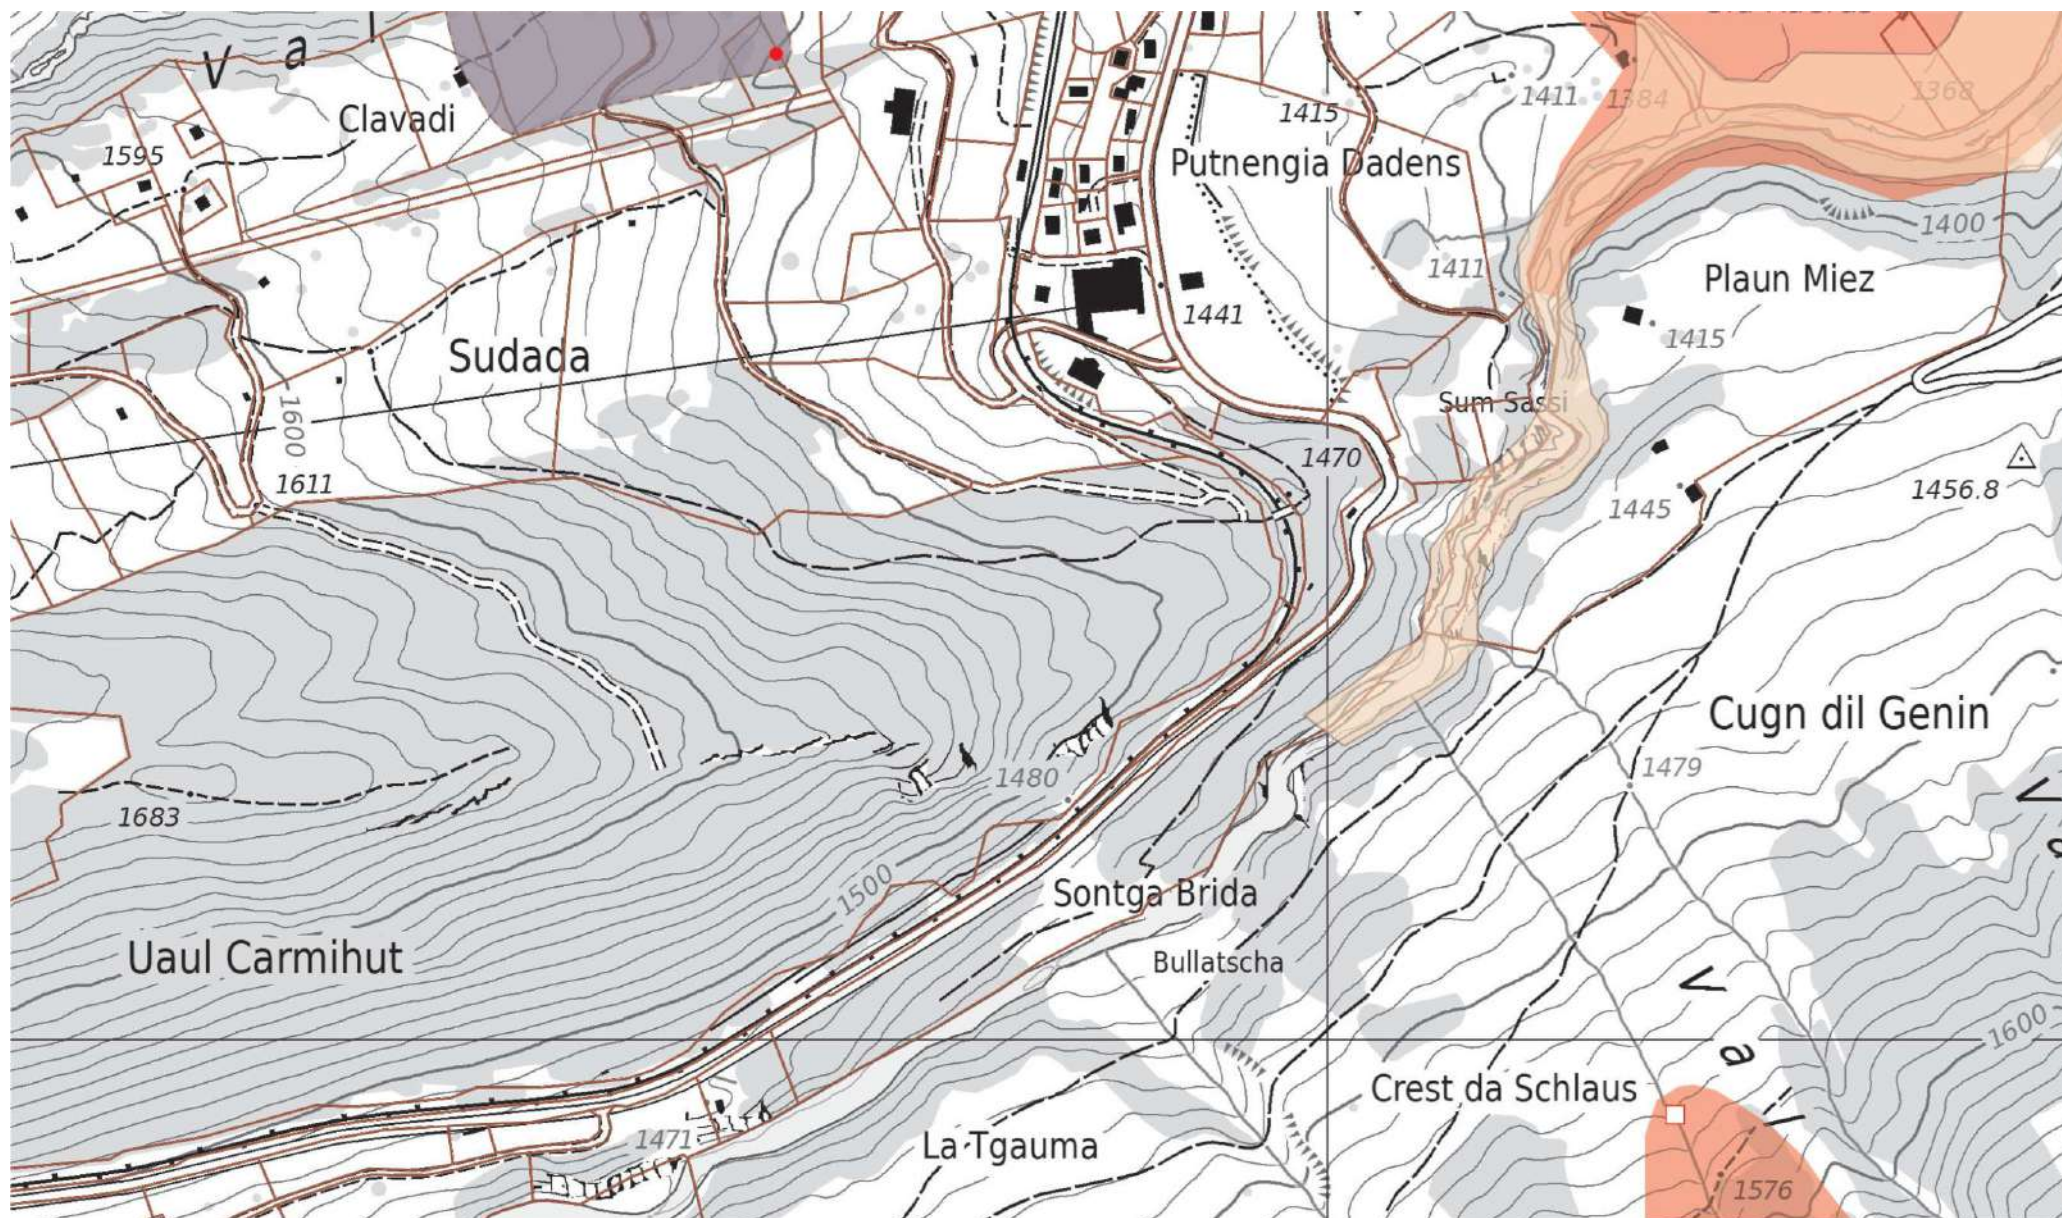 V a l
Clavadi
1595
1415
1411
1384
1368
Putnengia Dadens
1400
1411
Plaun Miez
1441
1415
Sudada
1600
Sum Sassi
1470
1611
1456.8
1445
Cugn dil Genin
1479
1480
1683
V a
1500
Sontga Brida
Uaul Carmihut
Bullatscha
1600
V a l
Crest da Schlaus
1471
La Tgauma
1576